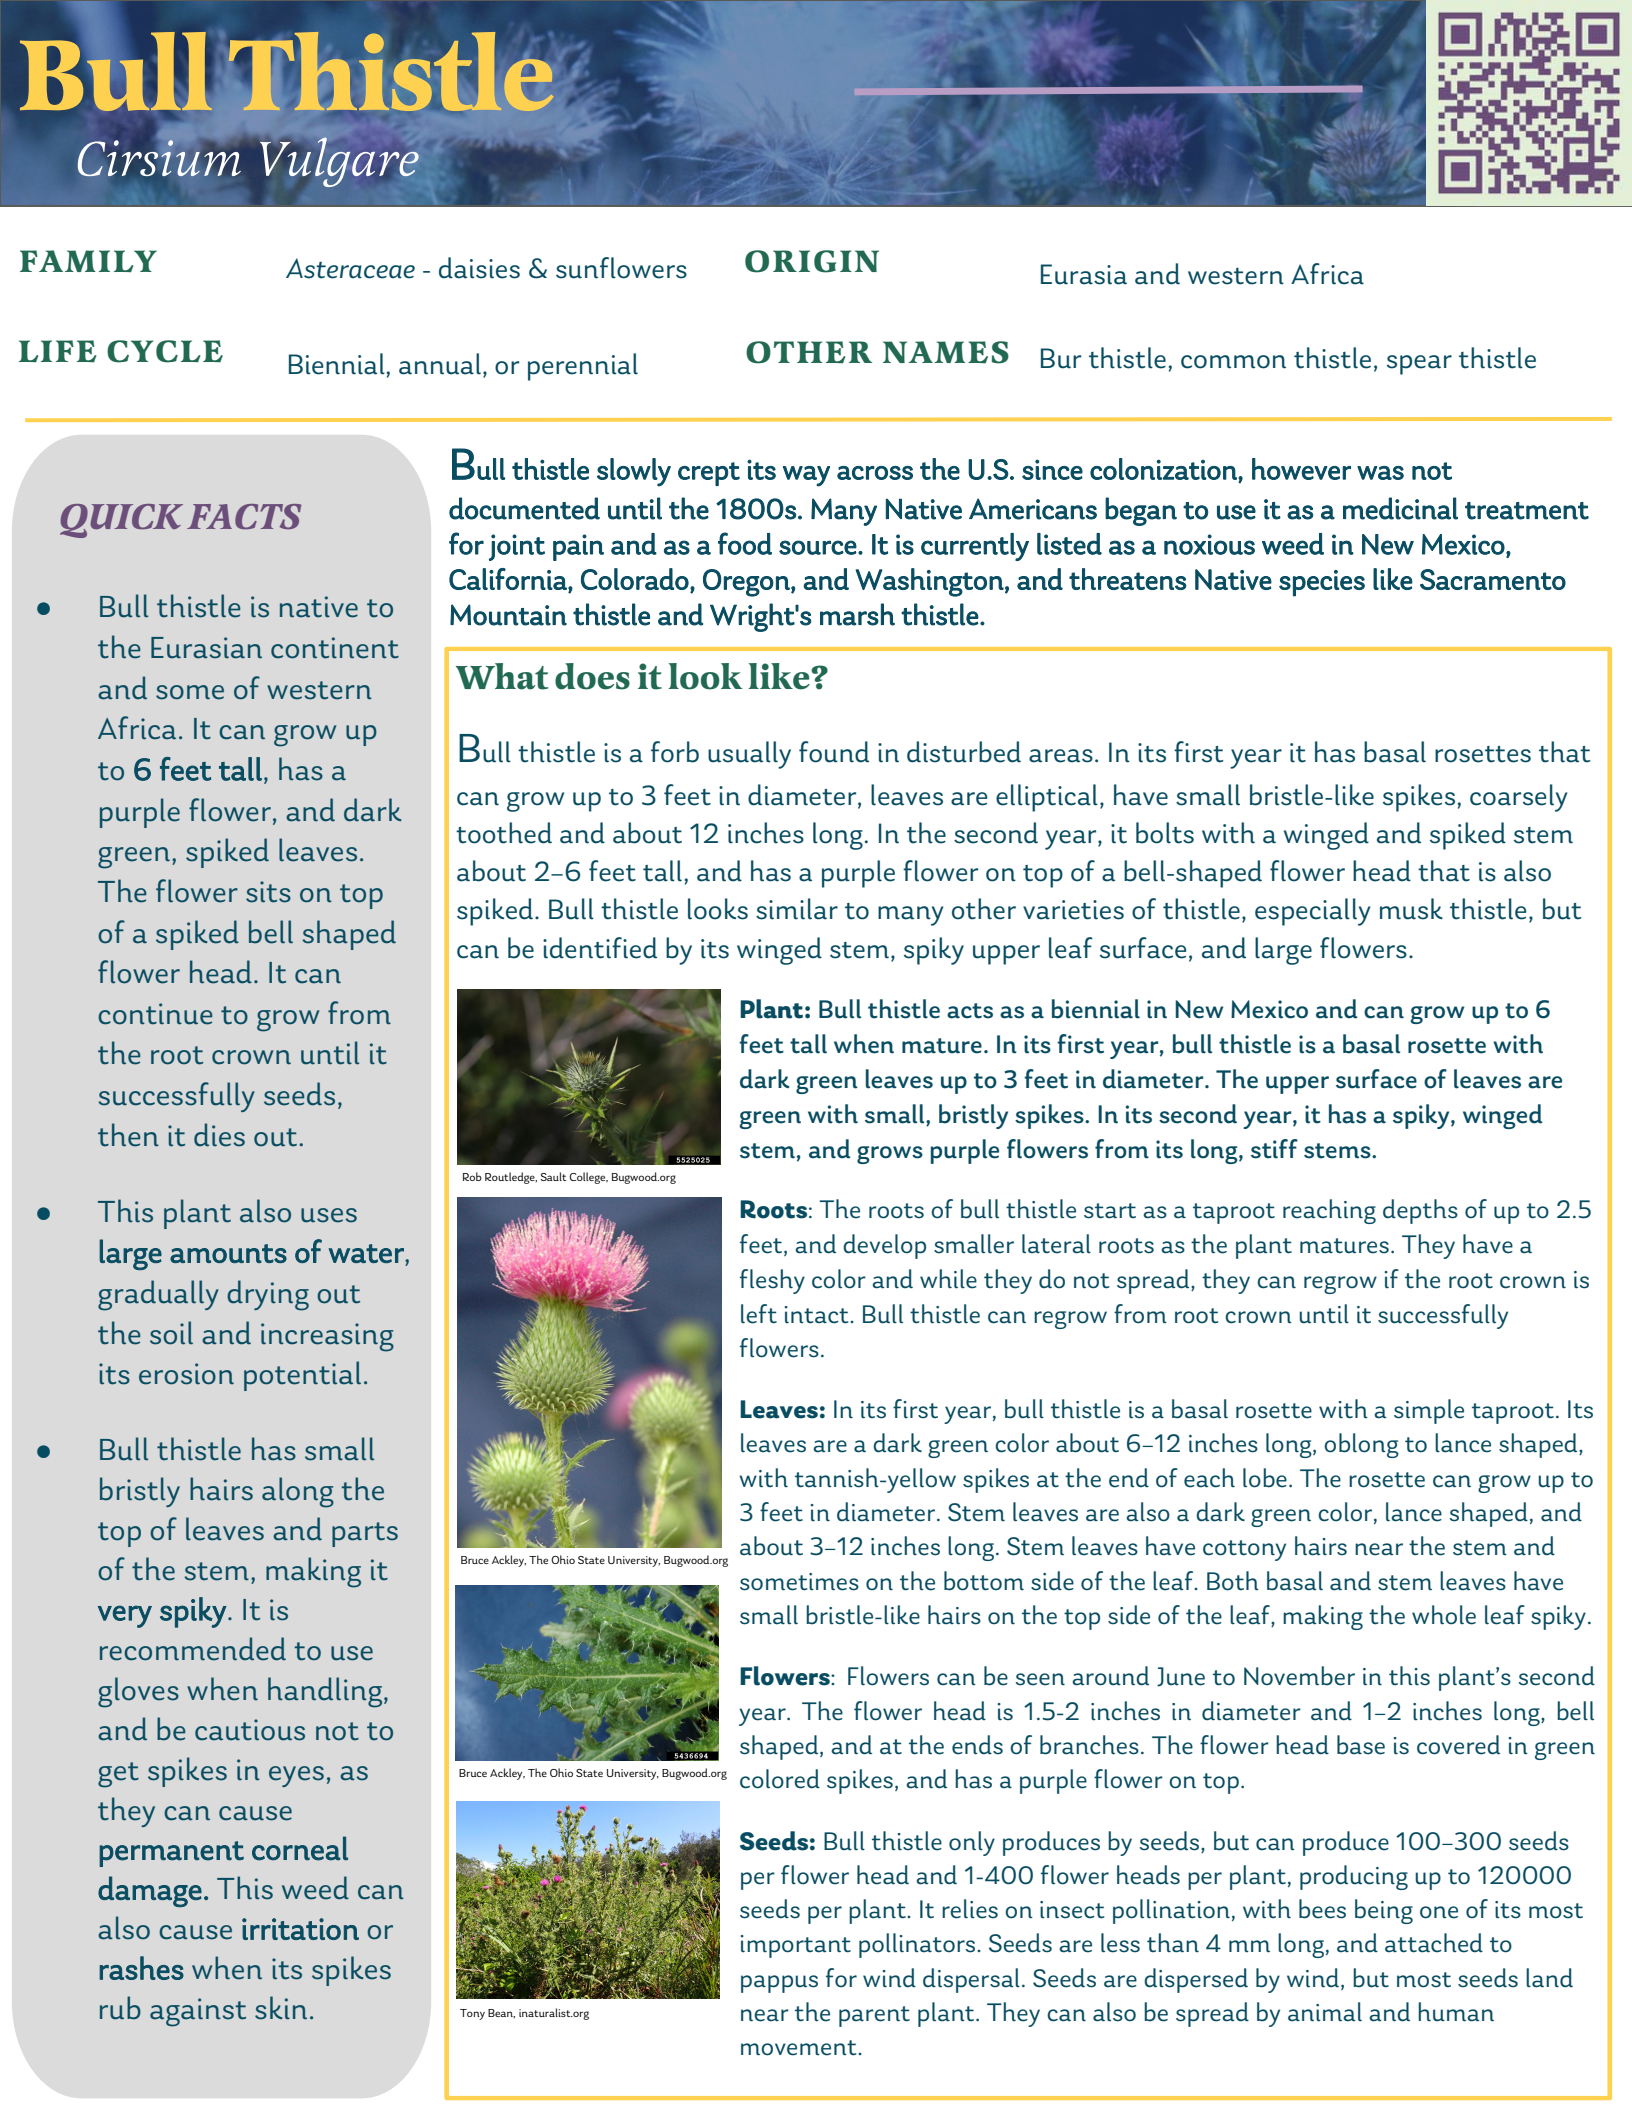 Bull Thistle
Cirsium Vulgare
FAMILY
Asteraceae - daisies & sunflowers
ORIGIN
Eurasia and western Africa
LIFE CYCLE
Biennial, annual, or perennial
OTHER NAMES
Bur thistle, common thistle, spear thistle
QUICK FACTS
● Bull thistle is native to
the Eurasian continent
and some of western
Africa. It can grow up
to 6 feet tall, has a
purple flower, and dark
green, spiked leaves.
The flower sits on top
of a spiked bell shaped
flower head. It can
continue to grow from
the root crown until it
successfully seeds,
then it dies out.
● This plant also uses
large amounts of water,
gradually drying out
the soil and increasing
its erosion potential.
● Bull thistle has small
bristly hairs along the
top of leaves and parts
of the stem, making it
very spiky. It is
recommended to use
gloves when handling,
and be cautious not to
get spikes in eyes, as
they can cause
permanent corneal
damage. This weed can
also cause irritation or
rashes when its spikes
rub against skin.
Bull thistle slowly crept its way across the U.S. since colonization, however was not
documented until the 1800s. Many Native Americans began to use it as a medicinal treatment
for joint pain and as a food source. It is currently listed as a noxious weed in New Mexico,
California, Colorado, Oregon, and Washington, and threatens Native species like Sacramento
Mountain thistle and Wright's marsh thistle.
What does it look like?
Bull thistle is a forb usually found in disturbed areas. In its first year it has basal rosettes that
can grow up to 3 feet in diameter, leaves are elliptical, have small bristle-like spikes, coarsely
toothed and about 12 inches long. In the second year, it bolts with a winged and spiked stem
about 2–6 feet tall, and has a purple flower on top of a bell-shaped flower head that is also
spiked. Bull thistle looks similar to many other varieties of thistle, especially musk thistle, but
can be identified by its winged stem, spiky upper leaf surface, and large flowers.
5525025
Rob Routledge, Sault College, Bugwood.org
Bruce Ackley, The Ohio State University, Bugwood.org
5436694
Bruce Ackley, The Ohio State University, Bugwood.org
Tony Bean, inaturalist.org
Plant: Bull thistle acts as a biennial in New Mexico and can grow up to 6
feet tall when mature. In its first year, bull thistle is a basal rosette with
dark green leaves up to 3 feet in diameter. The upper surface of leaves are
green with small, bristly spikes. In its second year, it has a spiky, winged
stem, and grows purple flowers from its long, stiff stems.
Roots: The roots of bull thistle start as a taproot reaching depths of up to 2.5
feet, and develop smaller lateral roots as the plant matures. They have a
fleshy color and while they do not spread, they can regrow if the root crown is
left intact. Bull thistle can regrow from root crown until it successfully
flowers.
Leaves: In its first year, bull thistle is a basal rosette with a simple taproot. Its
leaves are a dark green color about 6–12 inches long, oblong to lance shaped,
with tannish-yellow spikes at the end of each lobe. The rosette can grow up to
3 feet in diameter. Stem leaves are also a dark green color, lance shaped, and
about 3–12 inches long. Stem leaves have cottony hairs near the stem and
sometimes on the bottom side of the leaf. Both basal and stem leaves have
small bristle-like hairs on the top side of the leaf, making the whole leaf spiky.
Flowers: Flowers can be seen around June to November in this plant’s second
year. The flower head is 1.5-2 inches in diameter and 1–2 inches long, bell
shaped, and at the ends of branches. The flower head base is covered in green
colored spikes, and has a purple flower on top.
Seeds: Bull thistle only produces by seeds, but can produce 100–300 seeds
per flower head and 1-400 flower heads per plant, producing up to 120000
seeds per plant. It relies on insect pollination, with bees being one of its most
important pollinators. Seeds are less than 4 mm long, and attached to
pappus for wind dispersal. Seeds are dispersed by wind, but most seeds land
near the parent plant. They can also be spread by animal and human
movement.